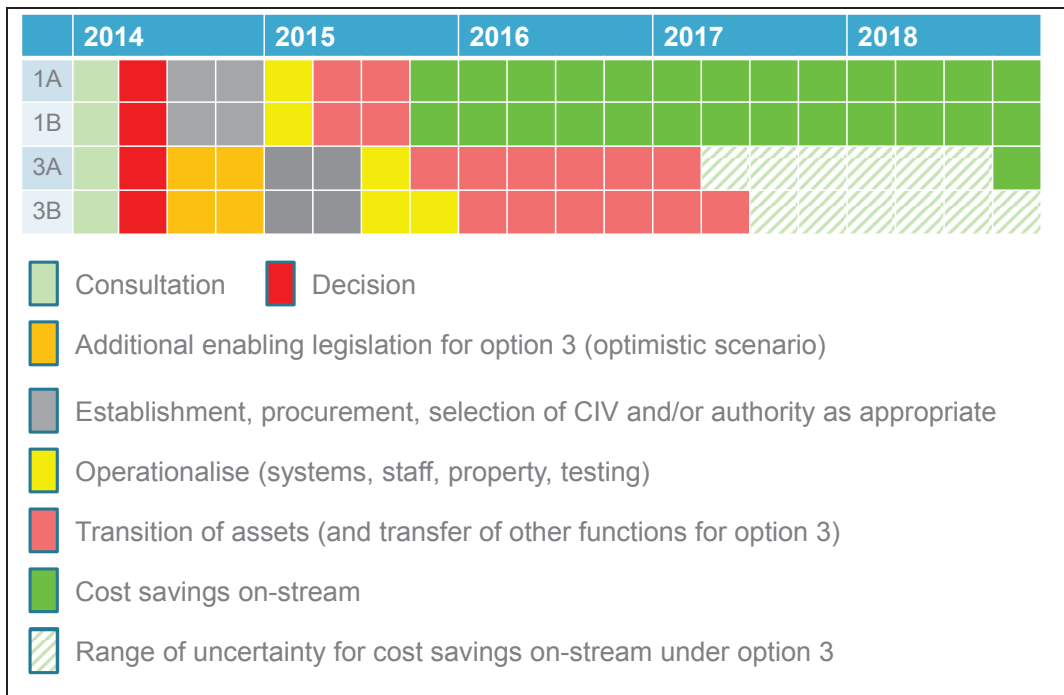 2014 2015 2016 2017 2018
1A
1B
3A
3B
Consultation Decision
Additional enabling legislation for option 3 (optimistic scenario)
Establishment, procurement, selection of CIV and/or authority as appropriate
Operationalise (systems, staff, property, testing)
Transition of assets (and transfer of other functions for option 3)
Cost savings on-stream
Range of uncertainty for cost savings on-stream under option 3